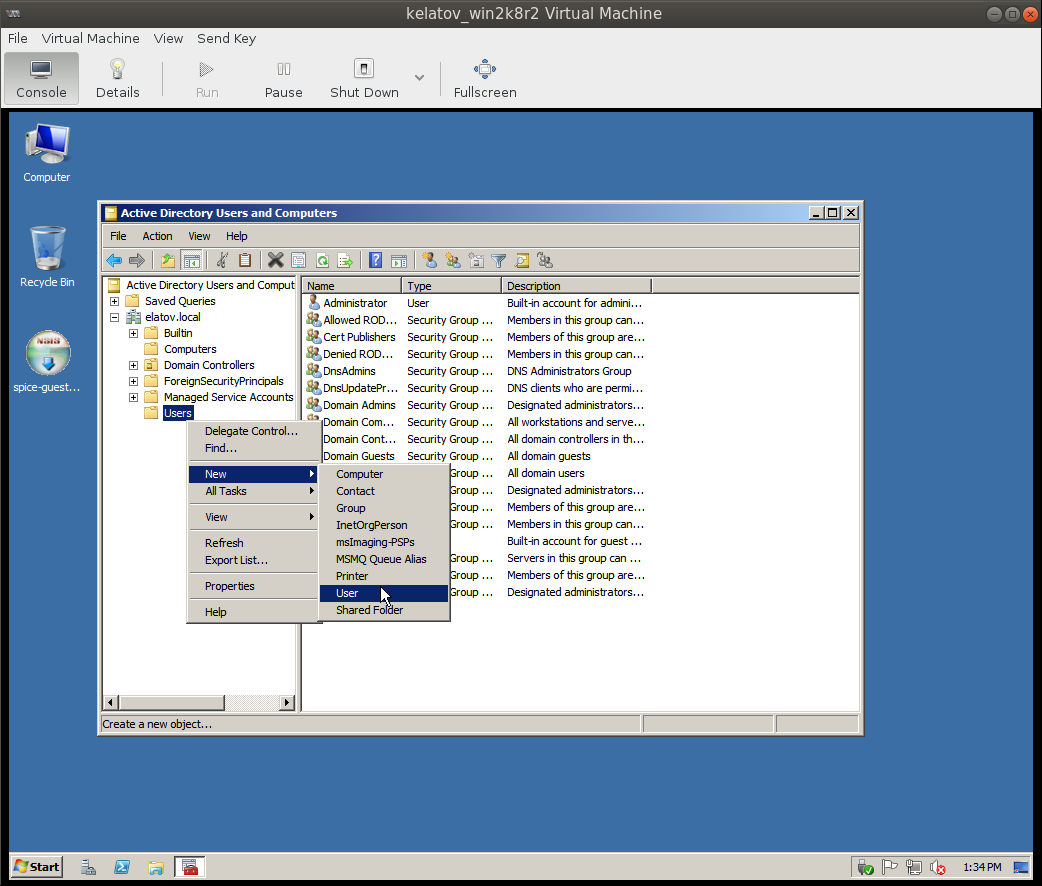 kelatov_win2k8r2 Virtual Machine
File Virtual Machine View Send Key
Console Details Run Pause Shut Down Fullscreen
Computer
Recycle Bin
spice-guest...
Active Directory Users and Computers
File Action View Help
Active Directory Users and Comput
Saved Queries
elatov.local
Builtin
Computers
Domain Controllers
ForeignSecurityPrincipals
Managed Service Accounts
Users
Name Type Description
Administrator User Built-in account for admini...
Allowed ROD... Security Group ... Members in this group can...
Cert Publishers Security Group ... Members of this group are...
Denied ROD... Security Group ... Members in this group can...
DnsAdmins Security Group ... DNS Administrators Group
DnsUpdatePr... Security Group ... DNS clients who are permi...
Domain Admins Security Group ... Designated administrators...
Domain Com... Security Group ... All workstations and serve...
Domain Cont... Security Group ... All domain controllers in th...
Domain Guests Security Group ... All domain guests
Group ... All domain users
Group ... Designated administrators...
Group ... Members of this group are...
Group ... Members in this group can...
Built-in account for guest ...
Group ... Servers in this group can ...
Group ... Members of this group are...
Group ... Designated administrators...
Delegate Control...
Find...
New
All Tasks
View
Refresh
Export List...
Properties
Help
Computer
Contact
Group
InetOrgPerson
msImaging-PSPs
MSMQ Queue Alias
Printer
User
Shared Folder
Create a new object...
Start 1:34 PM